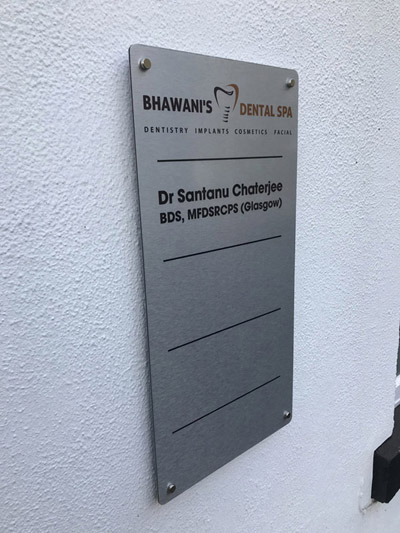 BHAWANI'S DENTAL SPA
DENTISTRY IMPLANTS COSMETICS FACIAL
Dr Santanu Chaterjee
BDS, MFDSRCPS (Glasgow)